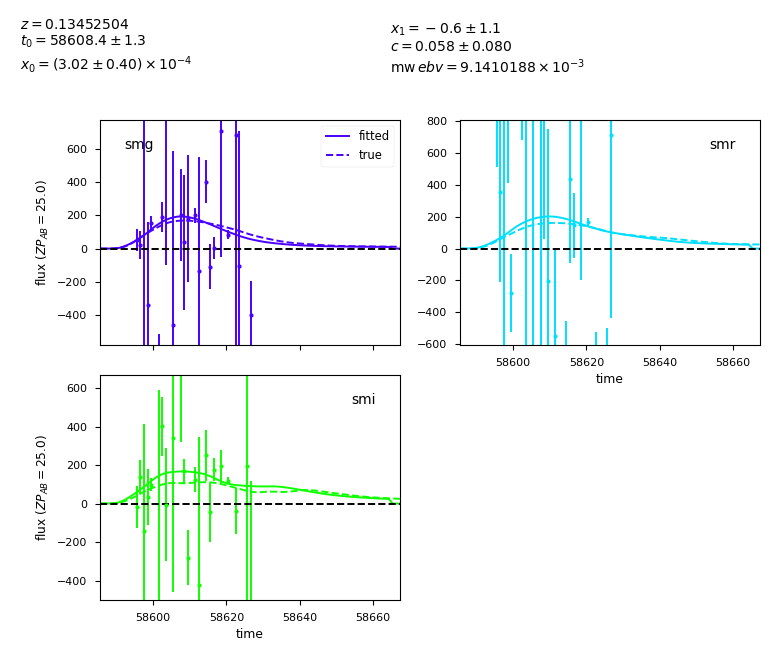 z = 0.13452504
t₀ = 58608.4 ± 1.3
x₀ = (3.02 ± 0.40) × 10⁻⁴
x₁ = −0.6 ± 1.1
c = 0.058 ± 0.080
mw ebv = 9.1410188 × 10⁻³
smg
fitted
true
600
400
200
0
−200
−400
flux (ZP_AB = 25.0)
smr
800
600
400
200
0
−200
−400
−600
58600
58620
58640
58660
time
smi
600
400
200
0
−200
−400
flux (ZP_AB = 25.0)
58600
58620
58640
58660
time